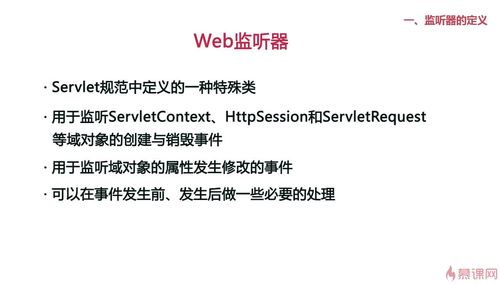 一、监听器的定义
Web监听器
· Servlet规范中定义的一种特殊类
· 用于监听ServletContext、HttpSession和ServletRequest
等域对象的创建与销毁事件
· 用于监听域对象的属性发生修改的事件
· 可以在事件发生前、发生后做一些必要的处理
慕课网